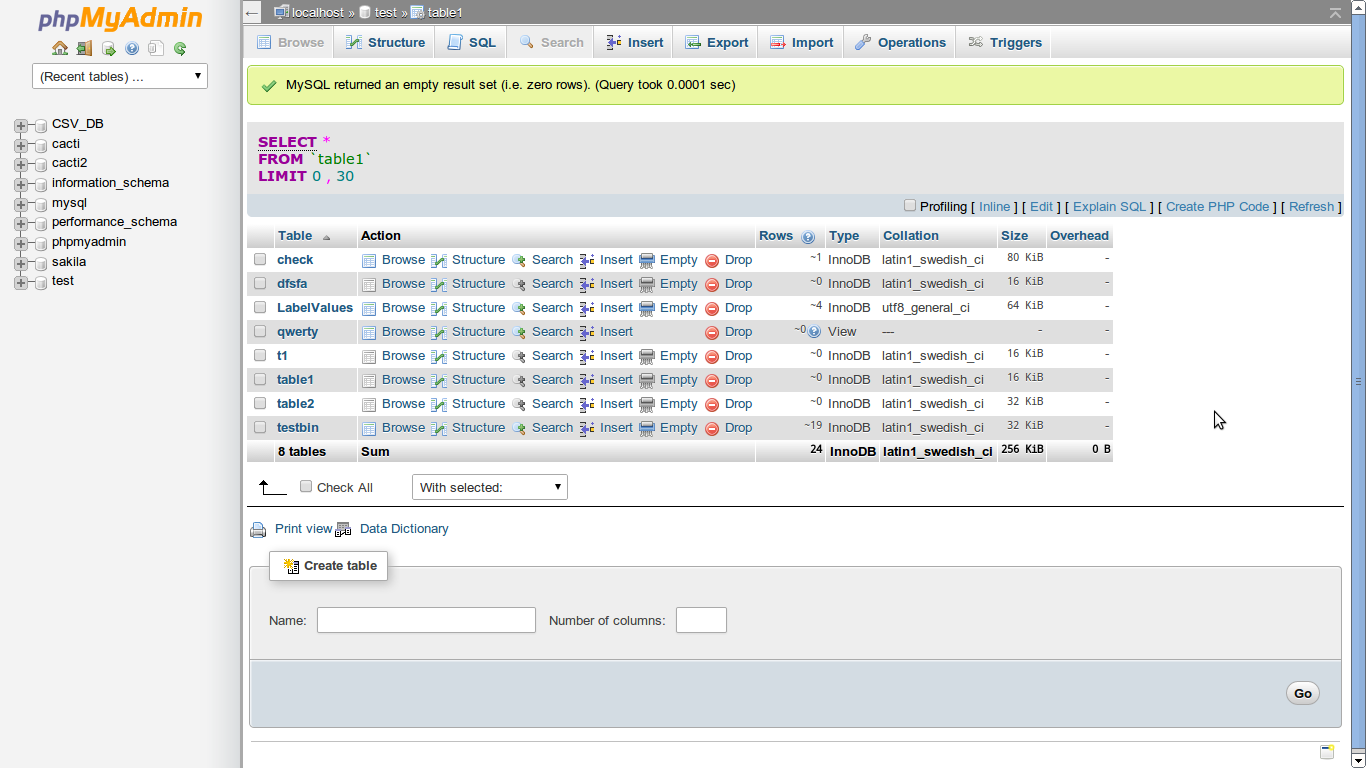 phpMyAdmin
(Recent tables) ...
CSV_DB
cacti
cacti2
information_schema
mysql
performance_schema
phpmyadmin
sakila
test
localhost » test » table1
Browse Structure SQL Search Insert Export Import Operations Triggers
MySQL returned an empty result set (i.e. zero rows). (Query took 0.0001 sec)
SELECT *
FROM `table1`
LIMIT 0 , 30
Profiling [ Inline ] [ Edit ] [ Explain SQL ] [ Create PHP Code ] [ Refresh ]
Table Action Rows Type Collation Size Overhead
check Browse Structure Search Insert Empty Drop ~1 InnoDB latin1_swedish_ci 80 KiB -
dfsfa Browse Structure Search Insert Empty Drop ~0 InnoDB latin1_swedish_ci 16 KiB -
LabelValues Browse Structure Search Insert Empty Drop ~4 InnoDB utf8_general_ci 64 KiB -
qwerty Browse Structure Search Insert Drop ~0 View --- - -
t1 Browse Structure Search Insert Empty Drop ~0 InnoDB latin1_swedish_ci 16 KiB -
table1 Browse Structure Search Insert Empty Drop ~0 InnoDB latin1_swedish_ci 16 KiB -
table2 Browse Structure Search Insert Empty Drop ~0 InnoDB latin1_swedish_ci 32 KiB -
testbin Browse Structure Search Insert Empty Drop ~19 InnoDB latin1_swedish_ci 32 KiB -
8 tables Sum 24 InnoDB latin1_swedish_ci 256 KiB 0 B
Check All With selected:
Print view Data Dictionary
Create table
Name: Number of columns:
Go